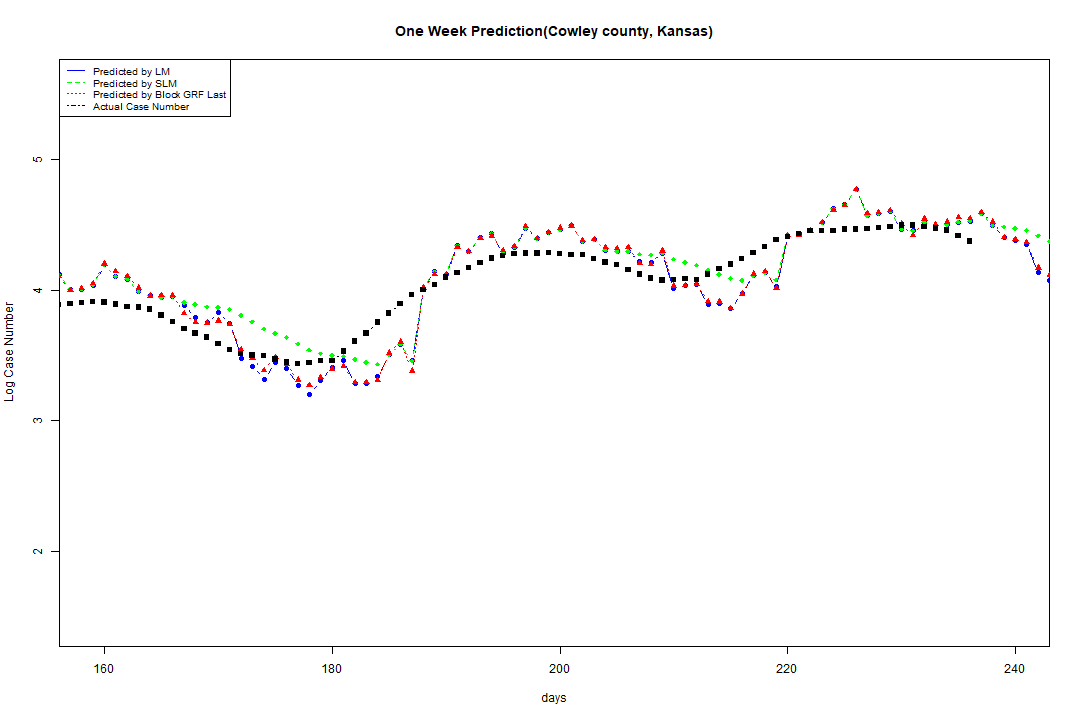 One Week Prediction(Cowley county, Kansas)
Predicted by LM
Predicted by SLM
Predicted by Block GRF Last
Actual Case Number
5
4
3
2
Log Case Number
160 180 200 220 240
days